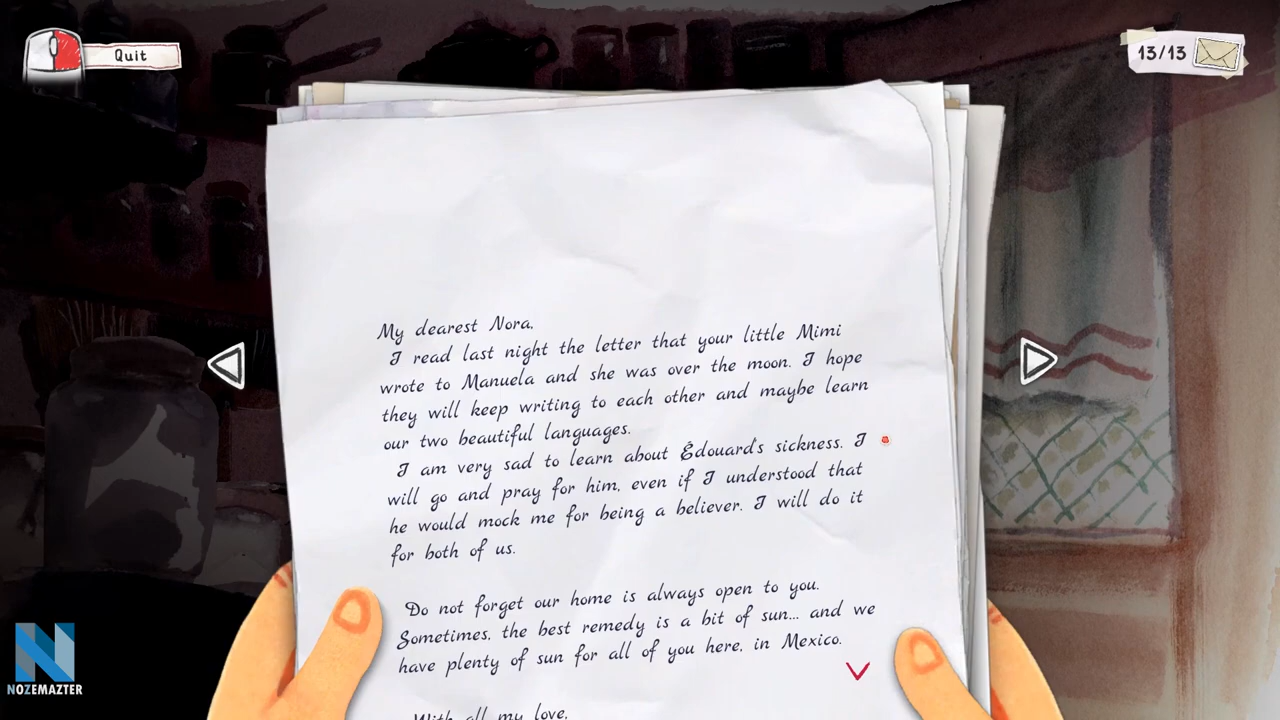 Quit
13/13
My dearest Nora,
I read last night the letter that your little Mimi
wrote to Manuela and she was over the moon. I hope
they will keep writing to each other and maybe learn
our two beautiful languages.
I am very sad to learn about Édouard's sickness. I
will go and pray for him, even if I understood that
he would mock me for being a believer. I will do it
for both of us.
Do not forget our home is always open to you.
Sometimes, the best remedy is a bit of sun... and we
have plenty of sun for all of you here, in Mexico.
With all my love,
NOZEMAZTER